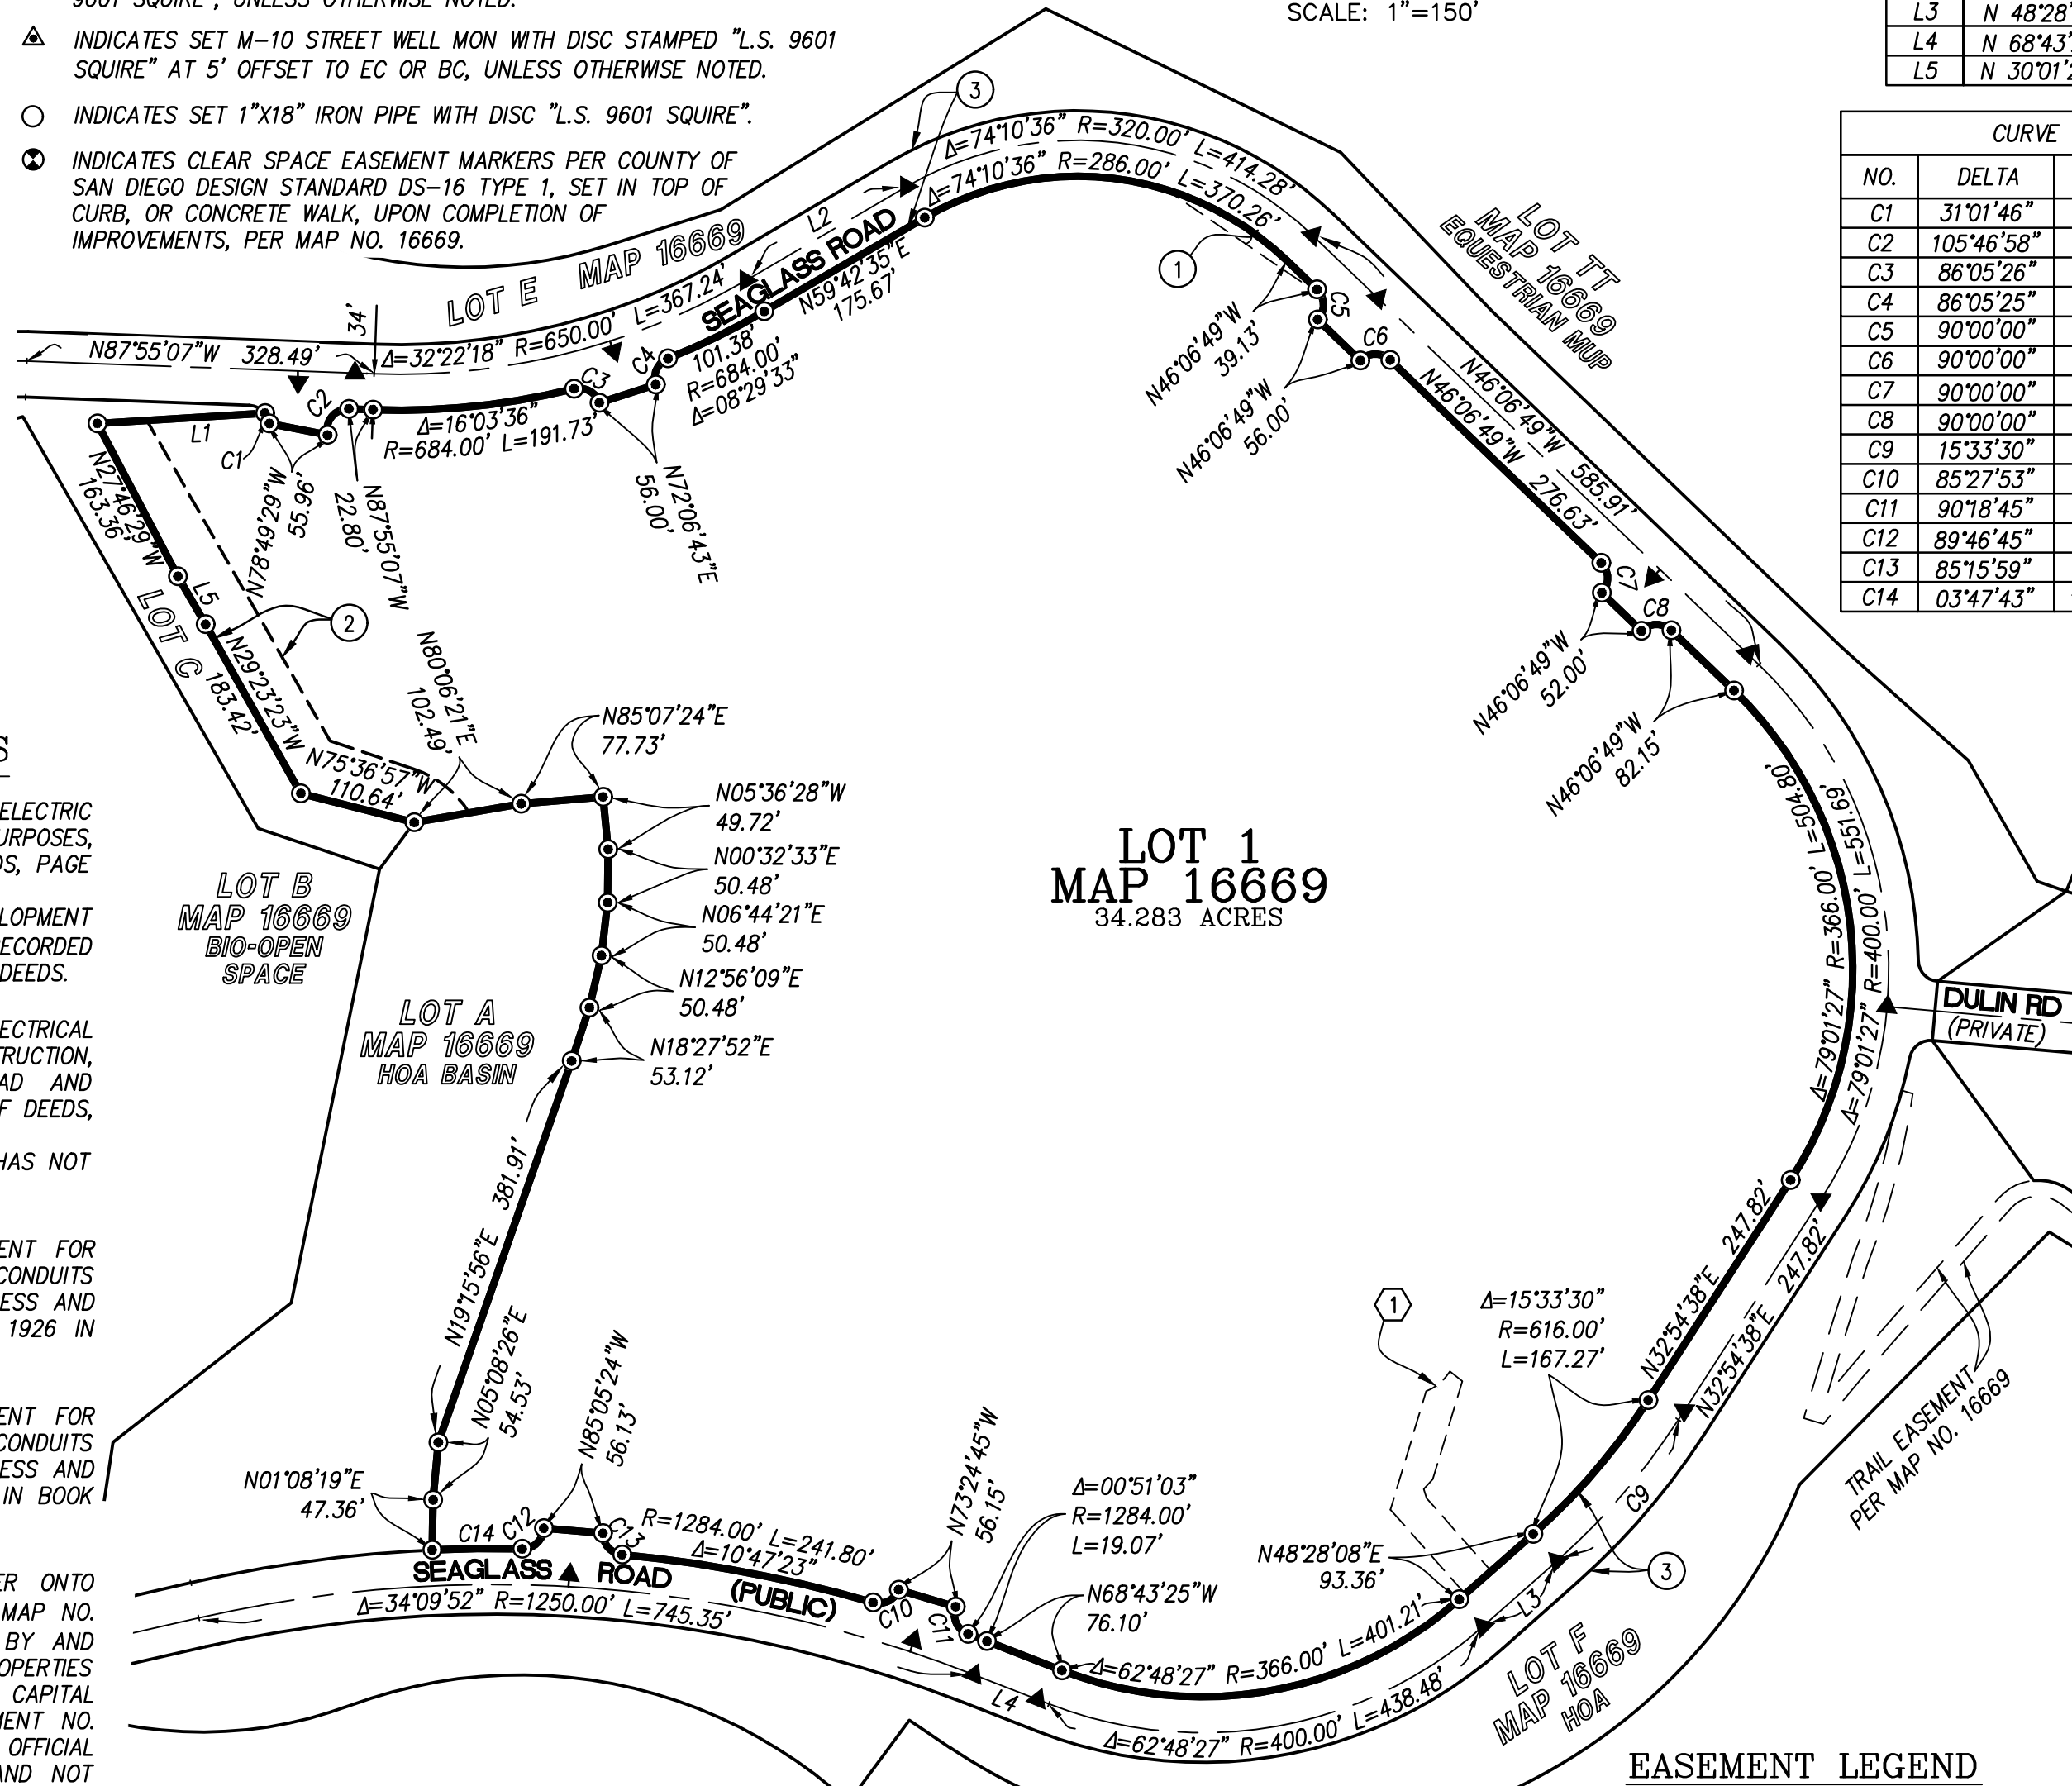 9601 SQUIRE", UNLESS OTHERWISE NOTED.
INDICATES SET M-10 STREET WELL MON WITH DISC STAMPED "L.S. 9601
SQUIRE" AT 5' OFFSET TO EC OR BC, UNLESS OTHERWISE NOTED.
INDICATES SET 1"X18" IRON PIPE WITH DISC "L.S. 9601 SQUIRE".
INDICATES CLEAR SPACE EASEMENT MARKERS PER COUNTY OF
SAN DIEGO DESIGN STANDARD DS-16 TYPE 1, SET IN TOP OF
CURB, OR CONCRETE WALK, UPON COMPLETION OF
IMPROVEMENTS, PER MAP NO. 16669.
SCALE: 1"=150'
L3 N 48°28'
L4 N 68°43'
L5 N 30°01'2
CURVE
NO. DELTA
C1 31°01'46"
C2 105°46'58"
C3 86°05'26"
C4 86°05'25"
C5 90°00'00"
C6 90°00'00"
C7 90°00'00"
C8 90°00'00"
C9 15°33'30"
C10 85°27'53"
C11 90°18'45"
C12 89°46'45"
C13 85°15'59"
C14 03°47'43"
3
Δ=74°10'36" R=320.00' L=414.28'
Δ=74°10'36" R=286.00' L=370.26'
L2
LOT E MAP 16669
SEAGLASS ROAD
N59°42'35"E
175.67'
1
LOT TT
MAP 16669
EQUESTRIAN MUP
34'
N87°55'07"W 328.49'
Δ=32°22'18" R=650.00' L=367.24'
L1
C1
C2
C3
C4
101.38'
R=684.00'
Δ=08°29'33"
Δ=16°03'36"
R=684.00' L=191.73'
N78°49'29"W
55.96'
N87°55'07"W
22.80'
N72°06'43"E
56.00'
C5
C6
N46°06'49"W
39.13'
N46°06'49"W
56.00'
N46°06'49"W 585.91'
N46°06'49"W 276.63'
C7
C8
N46°06'49"W
52.00'
N46°06'49"W
82.15'
N27°46'29"W
163.36'
L5
LOT C
2
N29°23'23"W
183.42'
N75°36'57"W
110.64'
N80°06'21"E
102.49'
N85°07'24"E
77.73'
N05°36'28"W
49.72'
N00°32'33"E
50.48'
N06°44'21"E
50.48'
N12°56'09"E
50.48'
N18°27'52"E
53.12'
LOT 1
MAP 16669
34.283 ACRES
Δ=79°01'27" R=366.00' L=504.80'
Δ=79°01'27" R=400.00' L=551.69'
DULIN RD
(PRIVATE)
LOT B
MAP 16669
BIO-OPEN
SPACE
LOT A
MAP 16669
HOA BASIN
S
ELECTRIC
URPOSES,
DS, PAGE
LOPMENT
ECORDED
DEEDS.
ECTRICAL
TRUCTION,
AD AND
F DEEDS,
HAS NOT
ENT FOR
CONDUITS
ESS AND
1926 IN
ENT FOR
CONDUITS
ESS AND
IN BOOK
ER ONTO
MAP NO.
BY AND
OPERTIES
CAPITAL
MENT NO.
OFFICIAL
AND NOT
N19°15'56"E 381.91'
N05°08'26"E
54.53'
N01°08'19"E
47.36'
N85°05'24"W
56.13'
C14
C12
C13
R=1284.00' L=241.80'
Δ=10°47'23"
SEAGLASS ROAD
(PUBLIC)
Δ=34°09'52" R=1250.00' L=745.35'
C10
C11
N73°24'45"W
56.15'
Δ=00°51'03"
R=1284.00'
L=19.07'
N68°43'25"W
76.10'
L4
Δ=62°48'27" R=366.00' L=401.21'
Δ=62°48'27" R=400.00' L=438.48'
1
Δ=15°33'30"
R=616.00'
L=167.27'
N48°28'08"E
93.36'
N32°54'38"E 247.82'
N32°54'38"E 247.82'
C9
L3
3
TRAIL EASEMENT
PER MAP NO. 16669
LOT F
MAP 16669
HOA
EASEMENT LEGEND